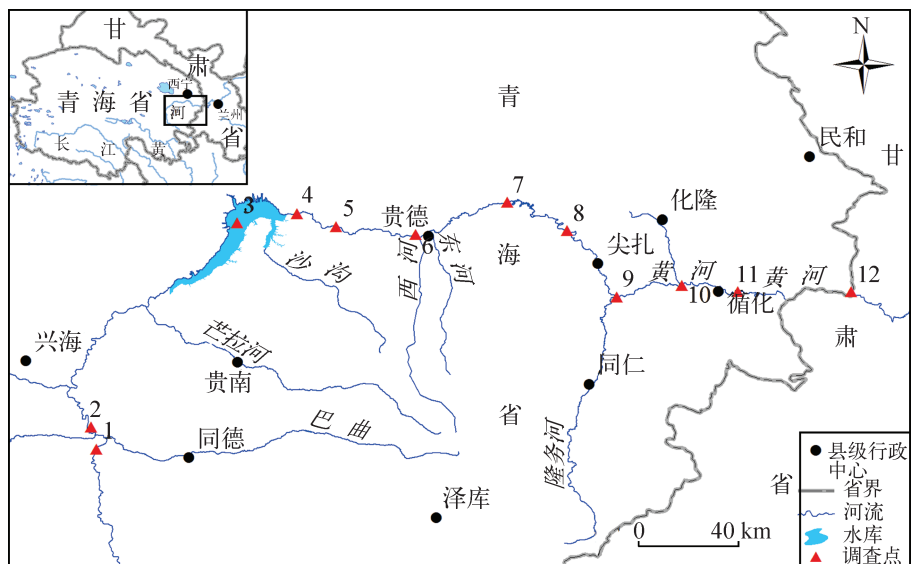 甘
肃
省
西宁
青海省
河
兰州
长
江
黄
N
青
海
省
甘
肃
省
民和
化隆
尖扎
黄河
黄河
循化
贵德
西河
东河
沙沟
兴海
芒拉河
贵南
同仁
隆务河
巴曲
同德
泽库
1
2
3
4
5
6
7
8
9
10
11
12
0
40 km
县级行政
中心
省界
河流
水库
调查点